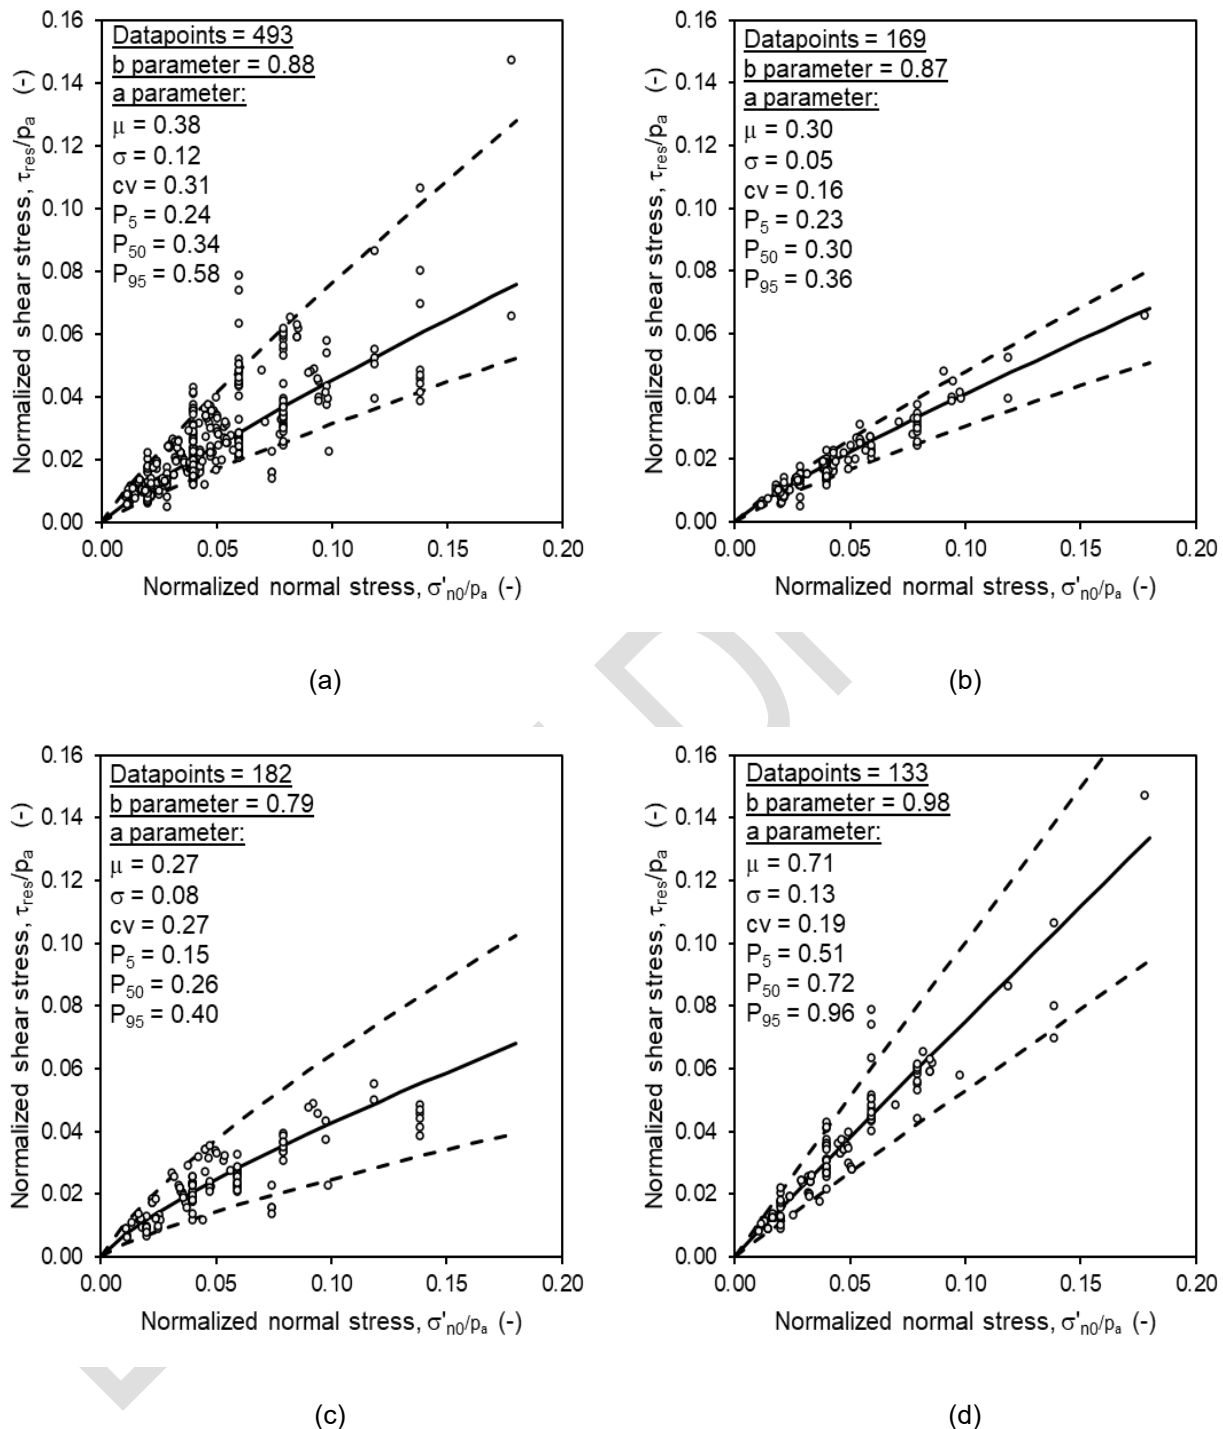 Normalized shear stress, τres/pa (-)
0.16
0.14
0.12
0.10
0.08
0.06
0.04
0.02
0.00
Datapoints = 493
b parameter = 0.88
a parameter:
μ = 0.38
σ = 0.12
cv = 0.31
P5 = 0.24
P50 = 0.34
P95 = 0.58
0.00 0.05 0.10 0.15 0.20
Normalized normal stress, σ'n0/pa (-)
(a)
Normalized shear stress, τres/pa (-)
0.16
0.14
0.12
0.10
0.08
0.06
0.04
0.02
0.00
Datapoints = 169
b parameter = 0.87
a parameter:
μ = 0.30
σ = 0.05
cv = 0.16
P5 = 0.23
P50 = 0.30
P95 = 0.36
0.00 0.05 0.10 0.15 0.20
Normalized normal stress, σ'n0/pa (-)
(b)
Normalized shear stress, τres/pa (-)
0.16
0.14
0.12
0.10
0.08
0.06
0.04
0.02
0.00
Datapoints = 182
b parameter = 0.79
a parameter:
μ = 0.27
σ = 0.08
cv = 0.27
P5 = 0.15
P50 = 0.26
P95 = 0.40
0.00 0.05 0.10 0.15 0.20
Normalized normal stress, σ'n0/pa (-)
(c)
Normalized shear stress, τres/pa (-)
0.16
0.14
0.12
0.10
0.08
0.06
0.04
0.02
0.00
Datapoints = 133
b parameter = 0.98
a parameter:
μ = 0.71
σ = 0.13
cv = 0.19
P5 = 0.51
P50 = 0.72
P95 = 0.96
0.00 0.05 0.10 0.15 0.20
Normalized normal stress, σ'n0/pa (-)
(d)